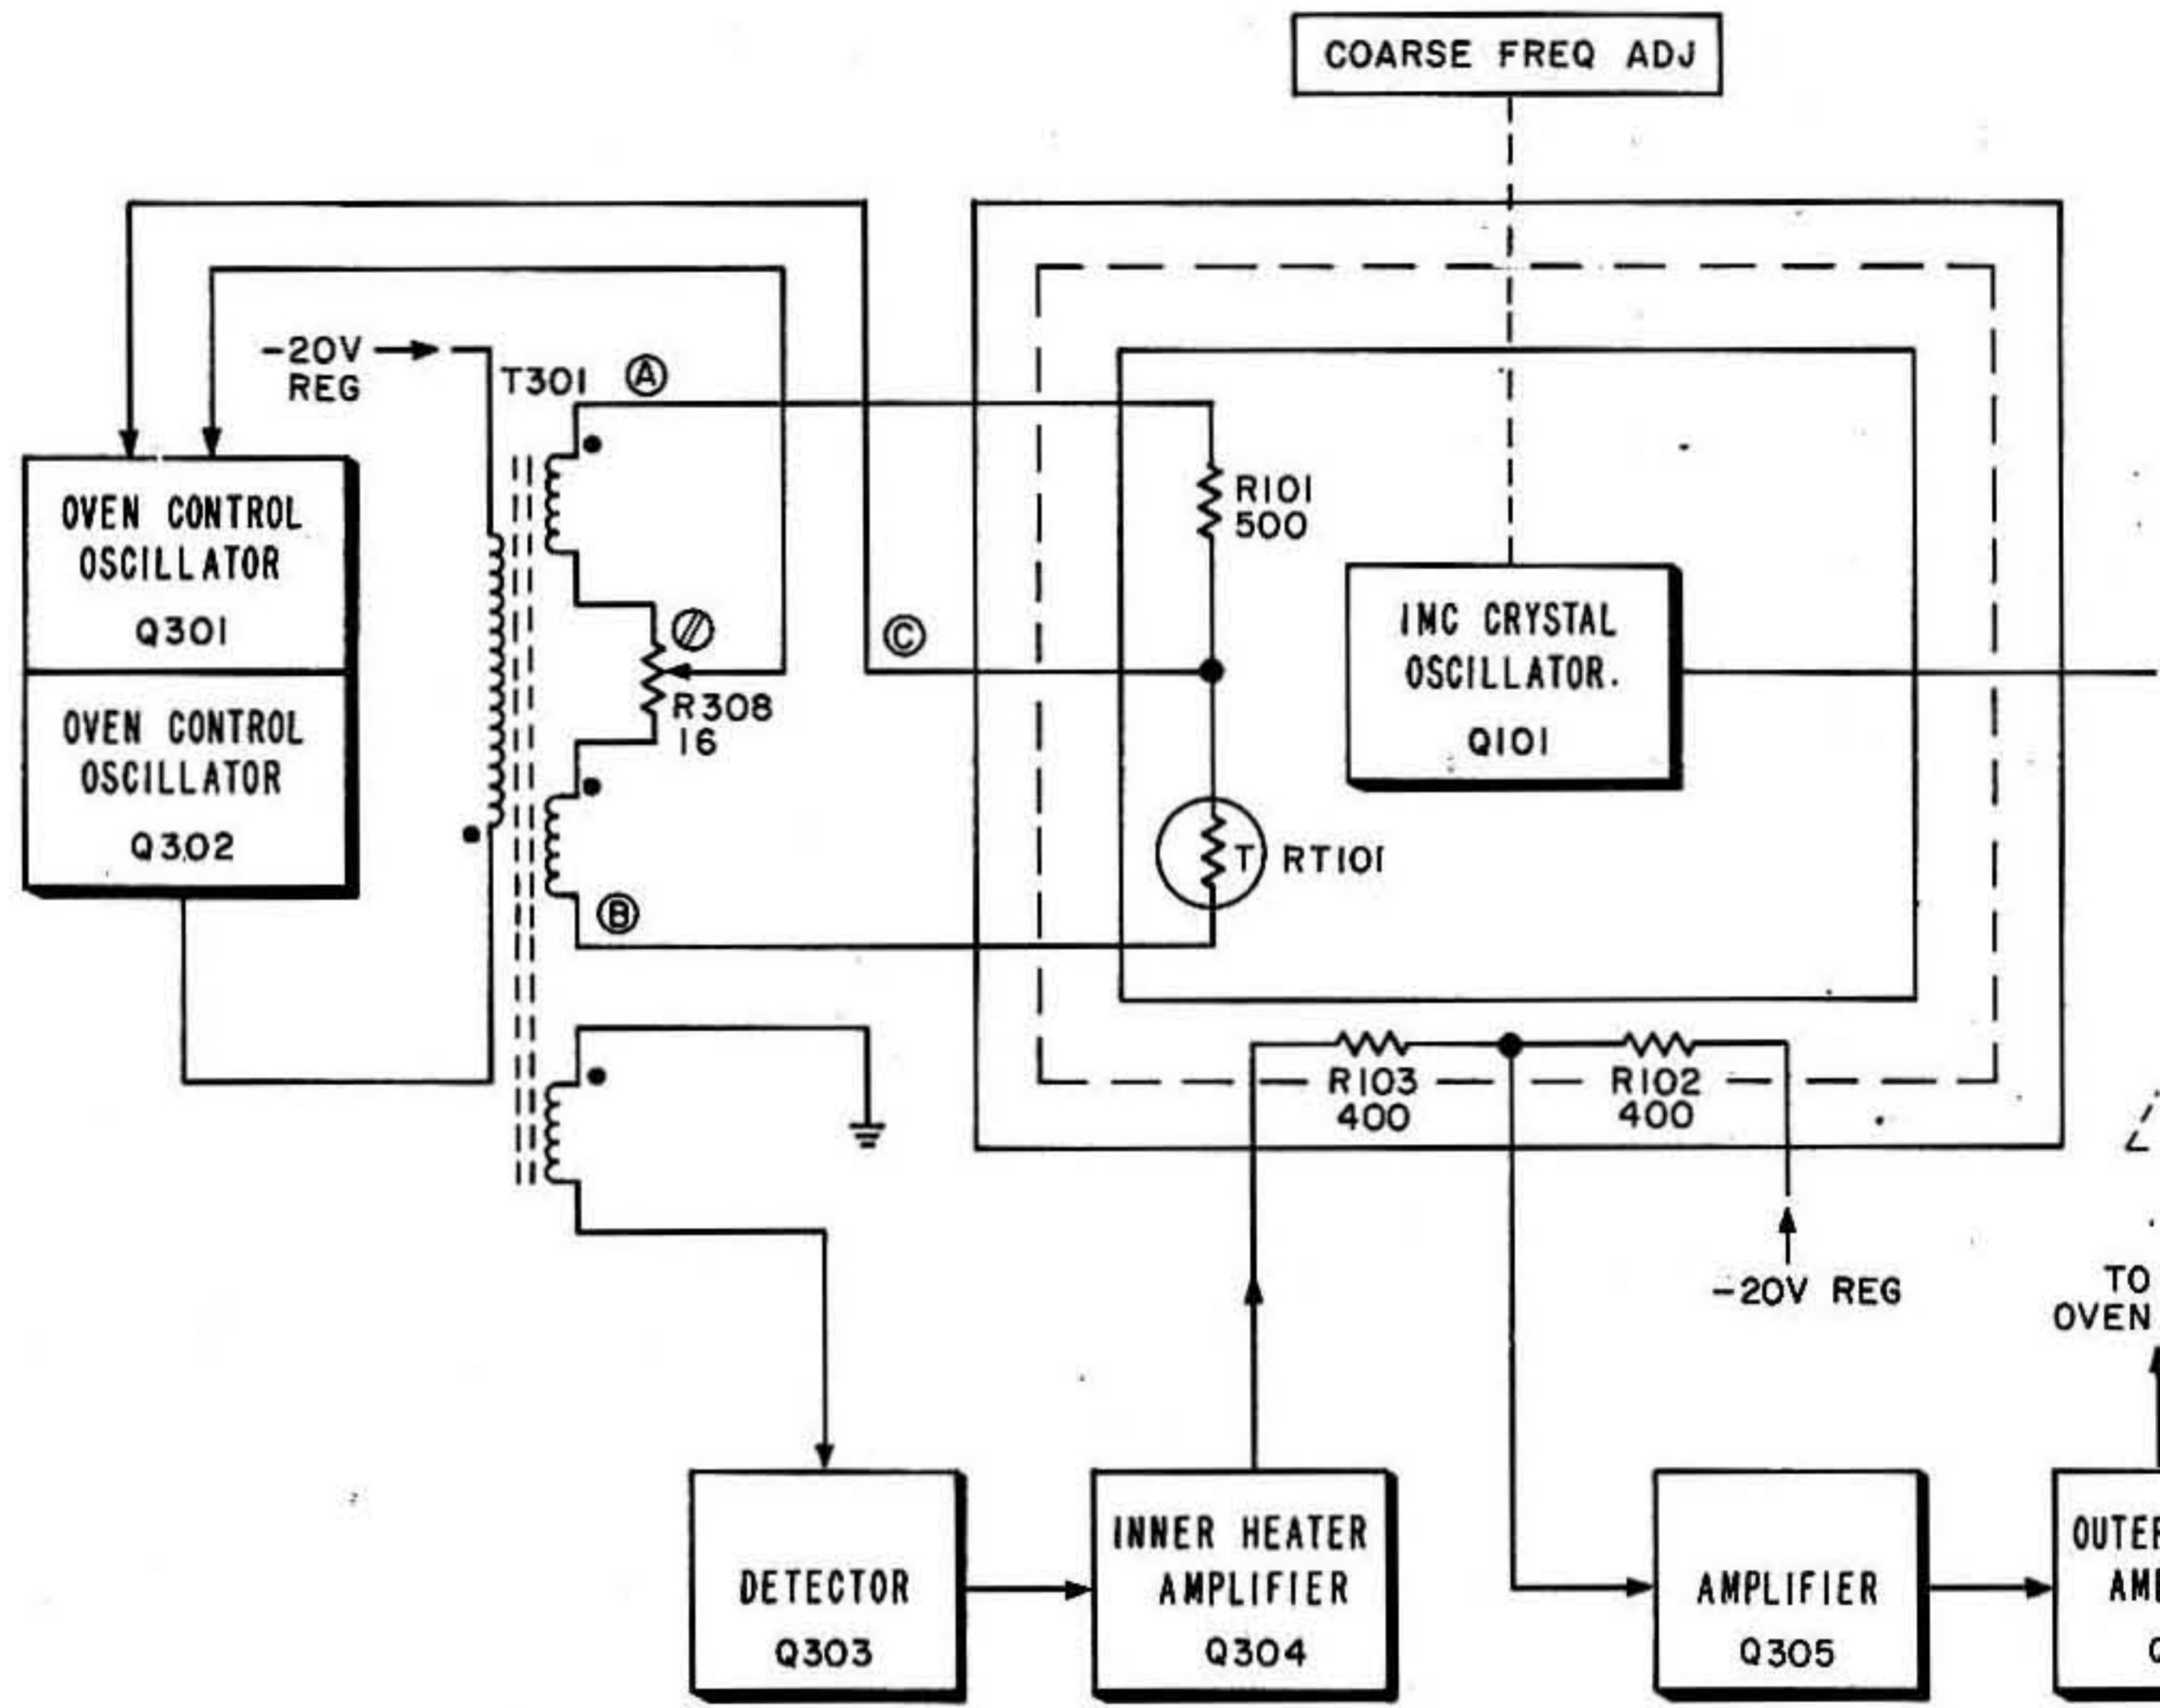 COARSE FREQ ADJ
-20V
REG
T301
A
OVEN CONTROL
OSCILLATOR
Q301
OVEN CONTROL
OSCILLATOR
Q302
R308
16
C
B
R101
500
1MC CRYSTAL
OSCILLATOR.
Q101
T
RT101
R103
400
R102
400
-20V REG
TO
OVEN
DETECTOR
Q303
INNER HEATER
AMPLIFIER
Q304
AMPLIFIER
Q305
OUTER
AMP
Q